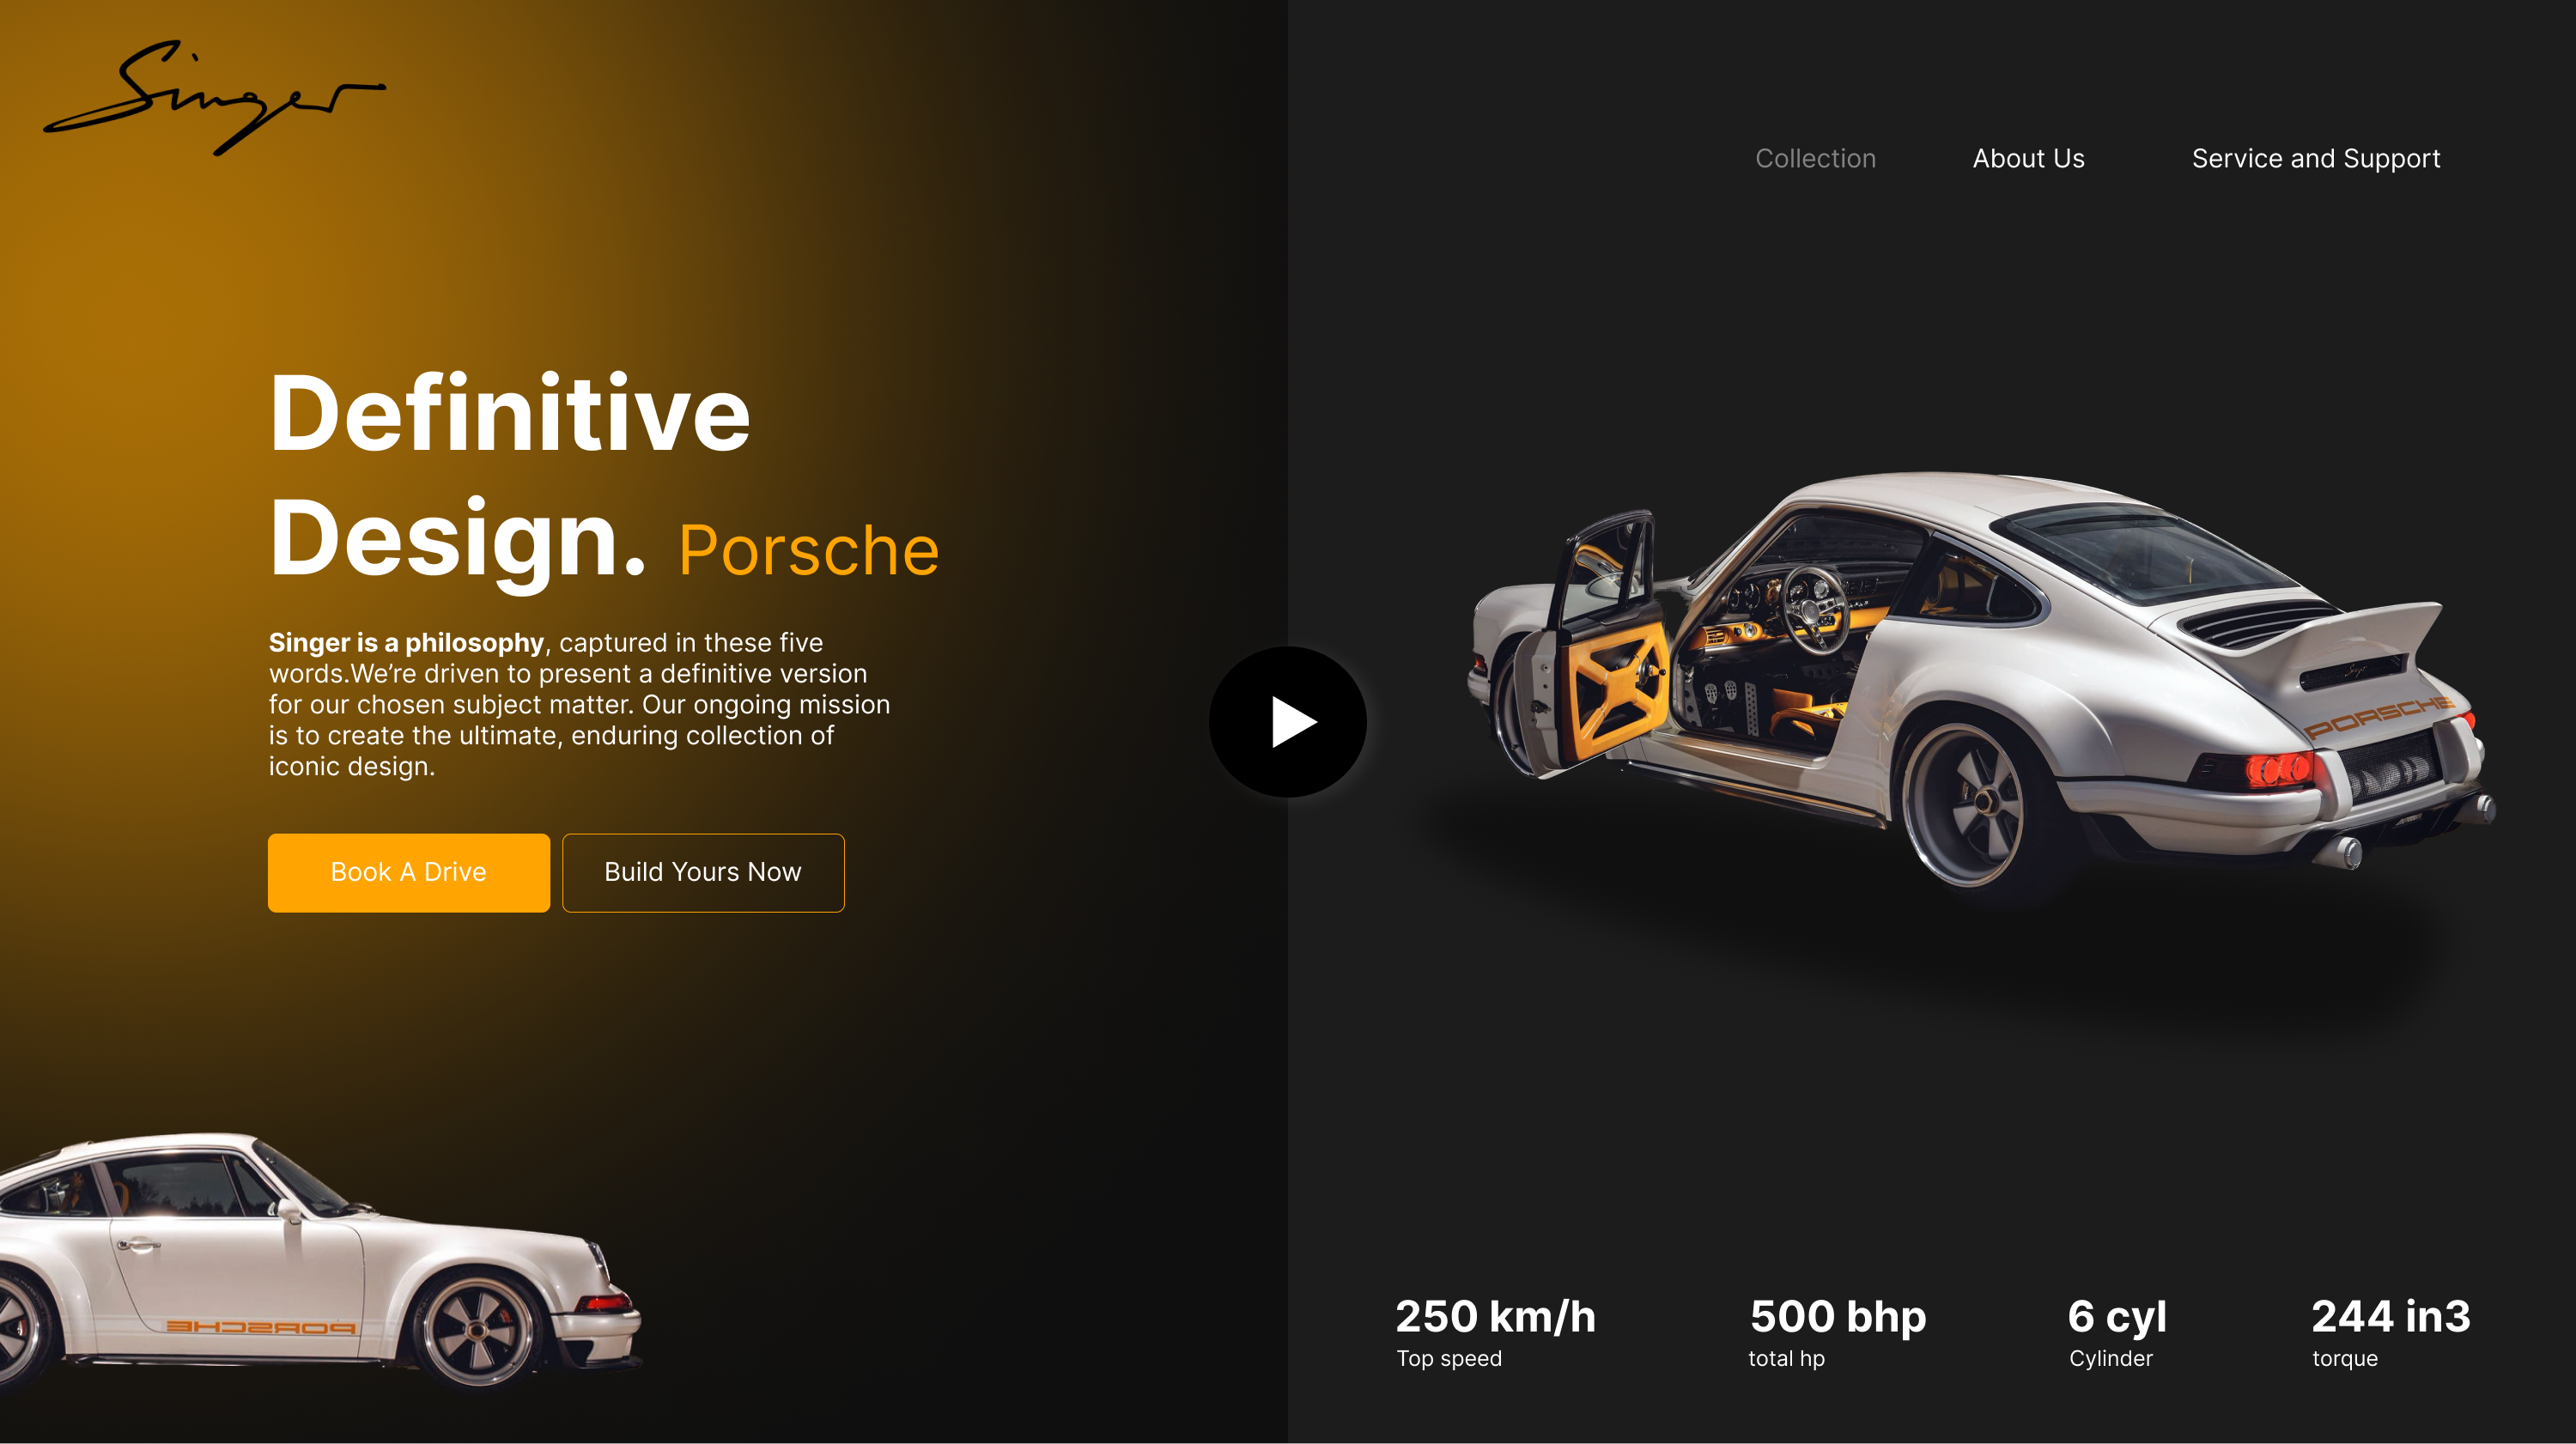 Singer
Collection
About Us
Service and Support
Definitive
Design. Porsche
Singer is a philosophy, captured in these five
words.We’re driven to present a definitive version
for our chosen subject matter. Our ongoing mission
is to create the ultimate, enduring collection of
iconic design.
Book A Drive
Build Yours Now
Singer
PORSCHE
PORSCHE
250 km/h
Top speed
500 bhp
total hp
6 cyl
Cylinder
244 in3
torque